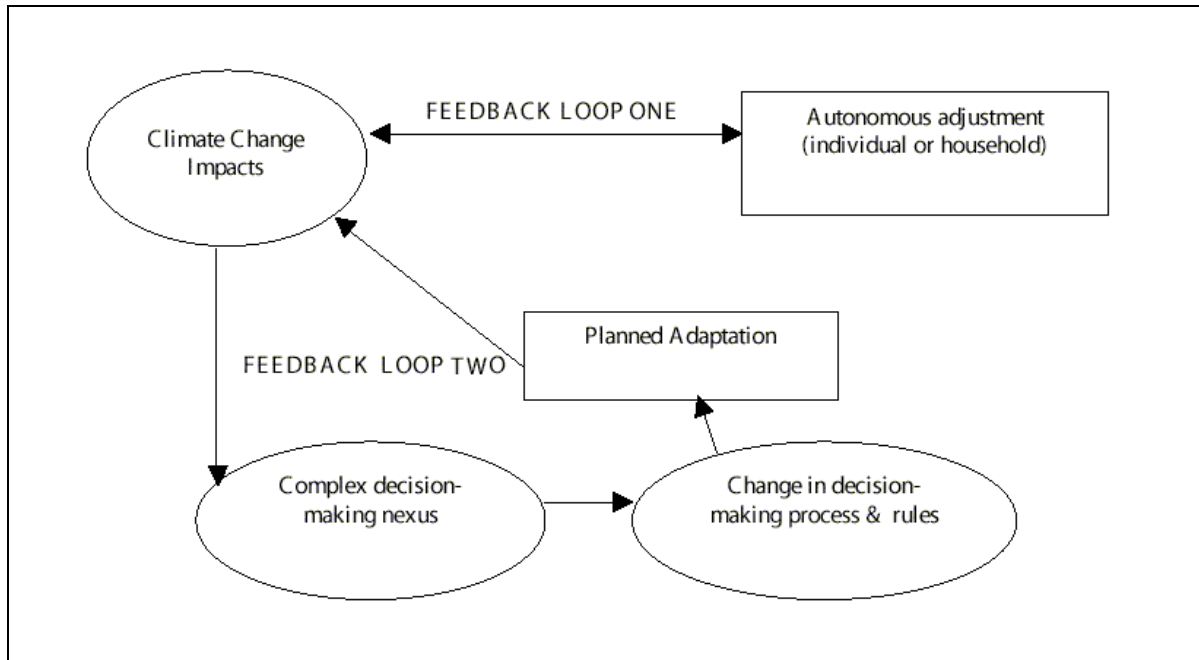 FEEDBACK LOOP ONE
Climate Change
Impacts
Autonomous adjustment
(individual or household)
Planned Adaptation
FEEDBACK LOOP TWO
Complex decision-
making nexus
Change in decision-
making process & rules